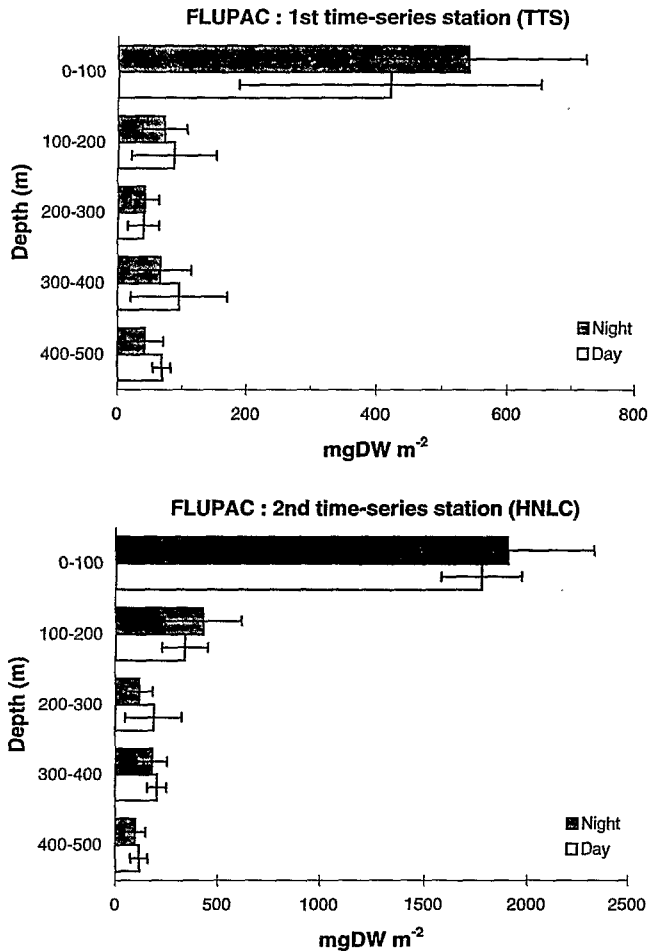 FLUPAC : 1st time-series station (TTS)
Depth (m)
0-100
100-200
200-300
300-400
400-500
Night
Day
0 200 400 600 800
mgDW m-2
FLUPAC : 2nd time-series station (HNLC)
Depth (m)
0-100
100-200
200-300
300-400
400-500
Night
Day
0 500 1000 1500 2000 2500
mgDW m-2